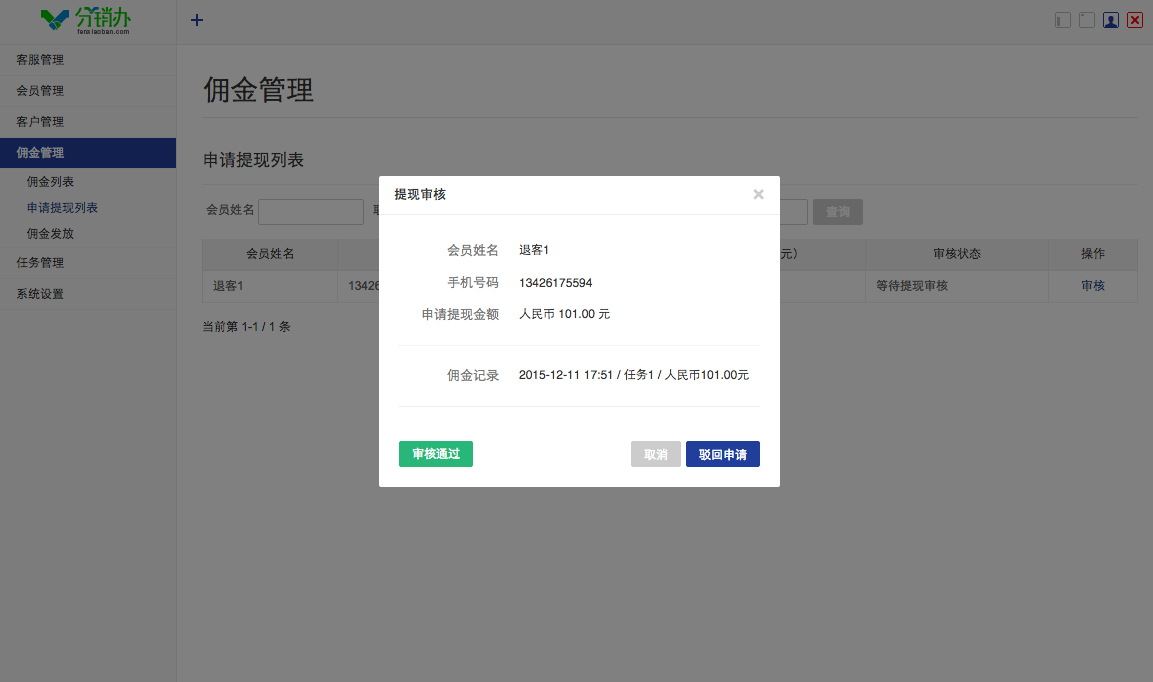 分销办
fenxiaoban.com
+
客服管理
会员管理
客户管理
佣金管理
佣金列表
申请提现列表
佣金发放
任务管理
系统设置
佣金管理
申请提现列表
会员姓名
查询
会员姓名 元） 审核状态 操作
退客1 13426 等待提现审核 审核
当前第 1-1 / 1 条
提现审核
×
会员姓名 退客1
手机号码 13426175594
申请提现金额 人民币 101.00 元
佣金记录 2015-12-11 17:51 / 任务1 / 人民币101.00元
审核通过 取消 驳回申请